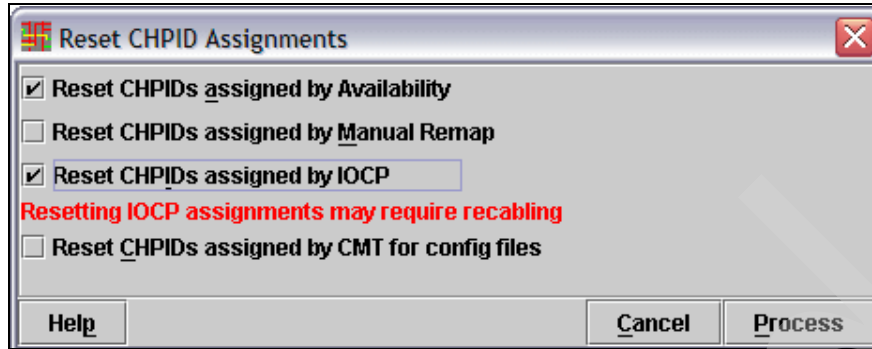 Reset CHPID Assignments
Reset CHPIDs assigned by Availability
Reset CHPIDs assigned by Manual Remap
Reset CHPIDs assigned by IOCP
Resetting IOCP assignments may require recabling
Reset CHPIDs assigned by CMT for config files
Help Cancel Process